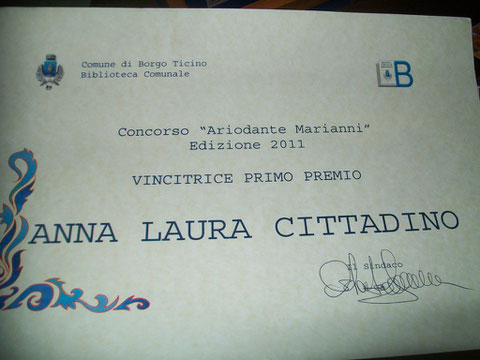 Comune di Borgo Ticino
Biblioteca Comunale
B
Concorso "Ariodante Marianni"
Edizione 2011
VINCITRICE PRIMO PREMIO
ANNA LAURA CITTADINO
Il Sindaco